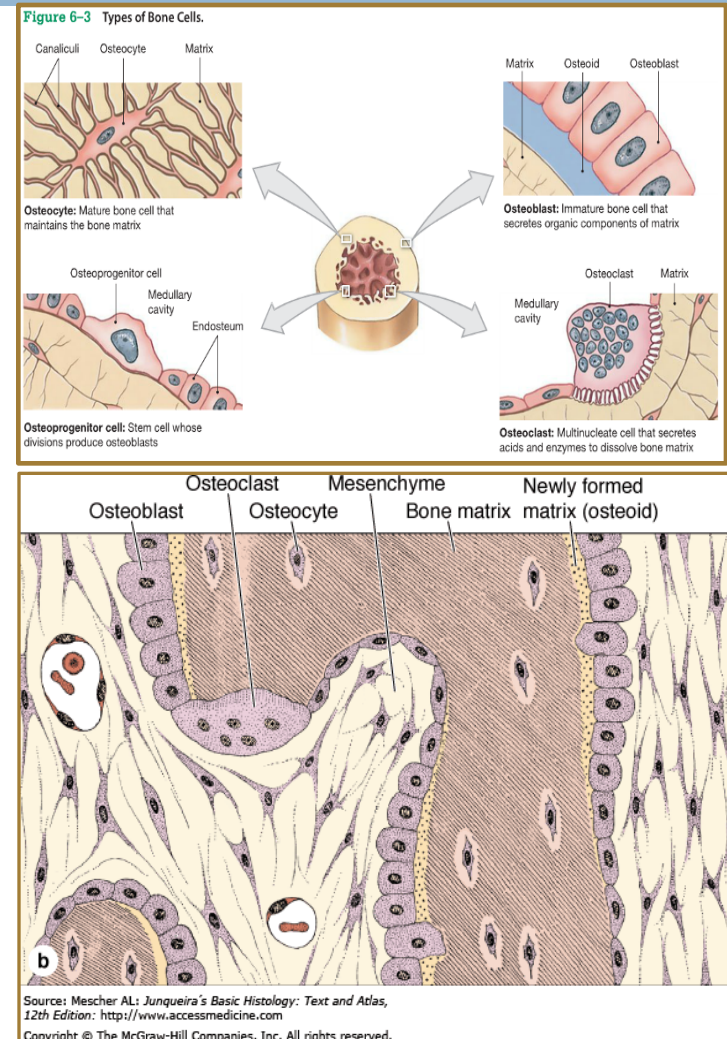 Figure 6–3 Types of Bone Cells.
Canaliculi Osteocyte Matrix
Osteocyte: Mature bone cell that
maintains the bone matrix
Matrix Osteoid Osteoblast
Osteoblast: Immature bone cell that
secretes organic components of matrix
Osteoprogenitor cell
Medullary
cavity
Endosteum
Osteoprogenitor cell: Stem cell whose
divisions produce osteoblasts
Osteoclast Matrix
Medullary
cavity
Osteoclast: Multinucleate cell that secretes
acids and enzymes to dissolve bone matrix
Osteoclast Mesenchyme Newly formed
Osteoblast Osteocyte Bone matrix matrix (osteoid)
b
Source: Mescher AL: Junqueira´s Basic Histology: Text and Atlas,
12th Edition: http://www.accessmedicine.com
Copyright © The McGraw-Hill Companies, Inc. All rights reserved.